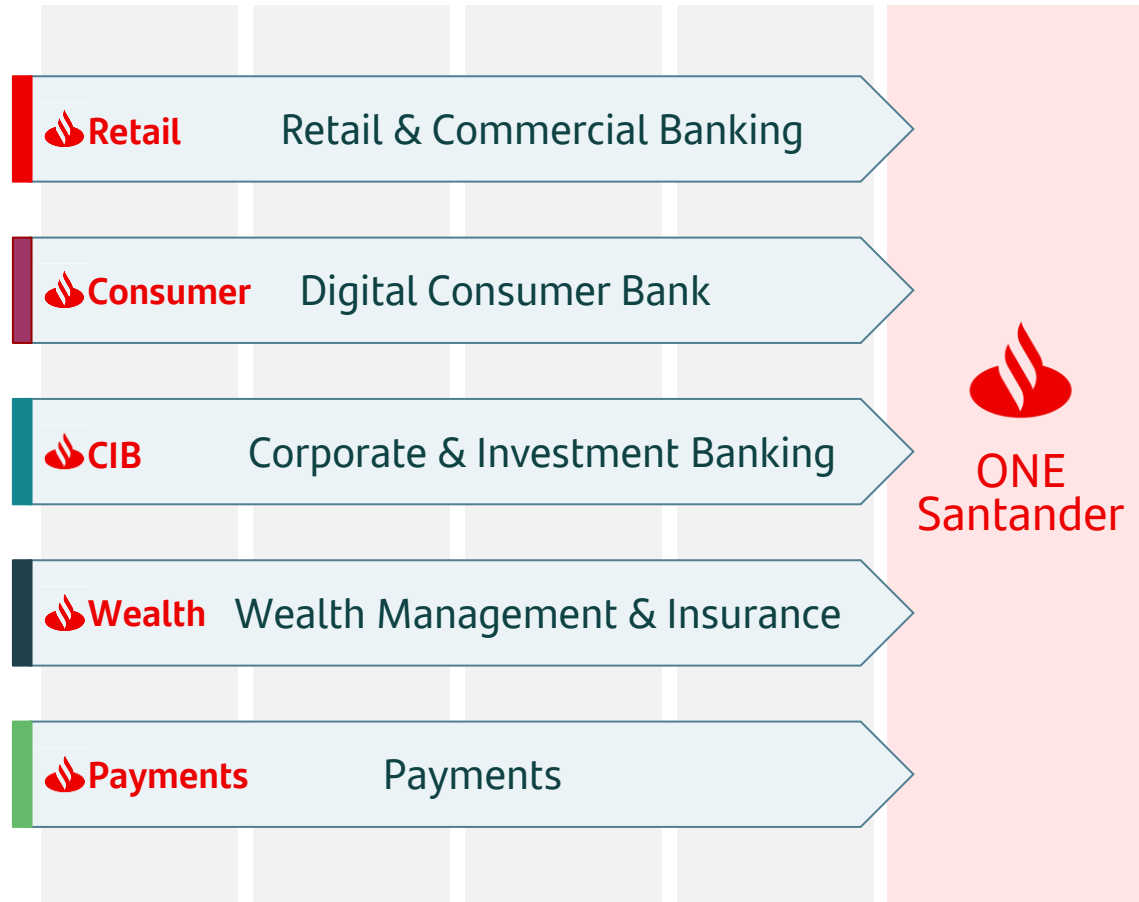 Retail Retail & Commercial Banking
Consumer Digital Consumer Bank
CIB Corporate & Investment Banking
Wealth Wealth Management & Insurance
Payments Payments
ONE
Santander